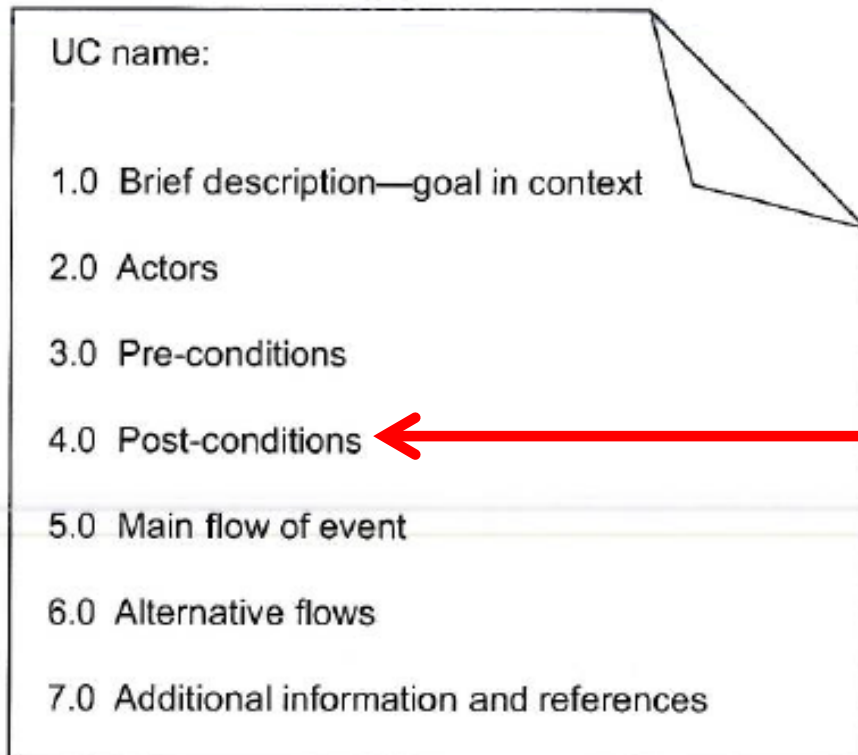 UC name:
1.0 Brief description—goal in context
2.0 Actors
3.0 Pre-conditions
4.0 Post-conditions
5.0 Main flow of event
6.0 Alternative flows
7.0 Additional information and references